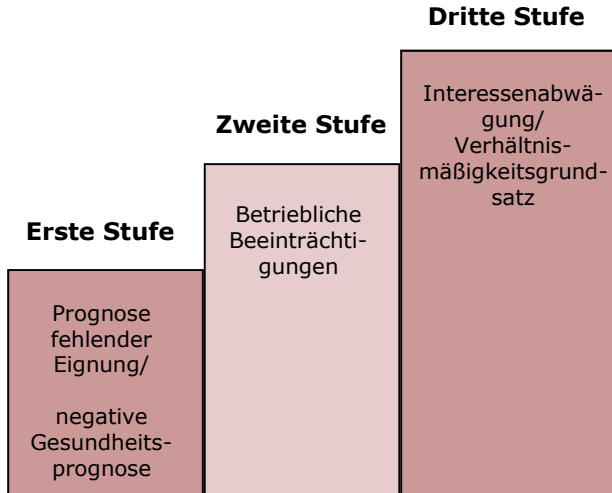 Erste Stufe
Prognose
fehlender
Eignung/
negative
Gesundheits-
prognose
Zweite Stufe
Betriebliche
Beeinträchti-
gungen
Dritte Stufe
Interessenabwä-
gung/
Verhältnis-
mäßigkeitsgrund-
satz